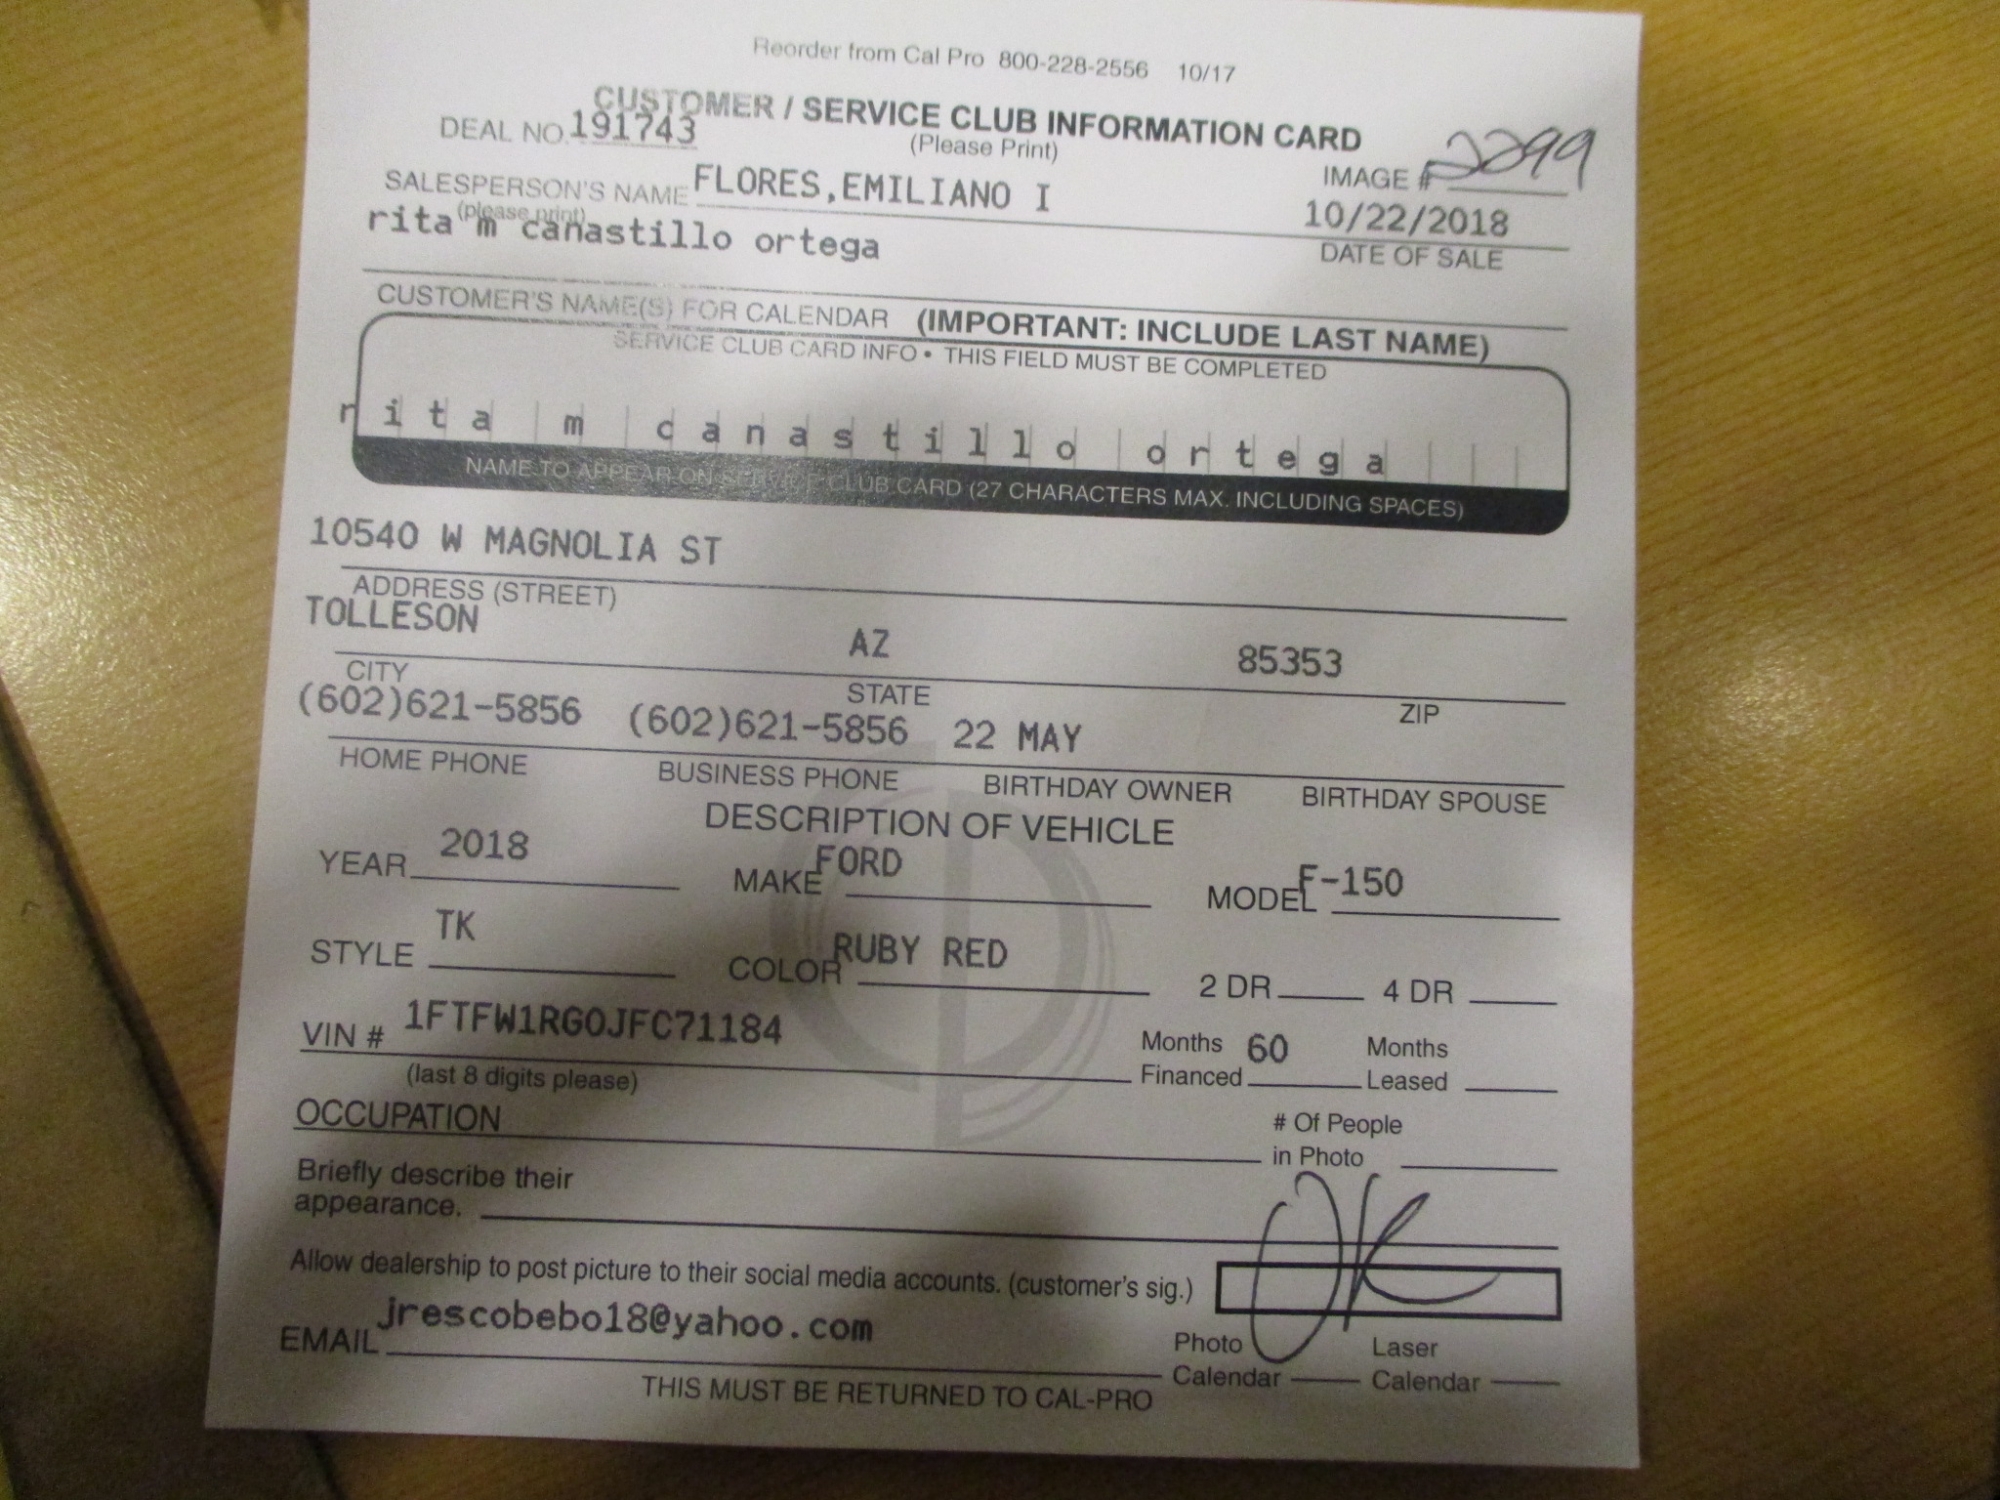 Reorder from Cal Pro 800-228-2556 10/17
CUSTOMER / SERVICE CLUB INFORMATION CARD
DEAL NO. 191743 (Please Print)
IMAGE # 2299
SALESPERSON'S NAME FLORES,EMILIANO I
(please print)
10/22/2018
DATE OF SALE
rita m canastillo ortega
CUSTOMER'S NAME(S) FOR CALENDAR (IMPORTANT: INCLUDE LAST NAME)
SERVICE CLUB CARD INFO • THIS FIELD MUST BE COMPLETED
rita m canastillo ortega
NAME TO APPEAR ON SERVICE CLUB CARD (27 CHARACTERS MAX. INCLUDING SPACES)
10540 W MAGNOLIA ST
ADDRESS (STREET)
TOLLESON AZ 85353
CITY STATE ZIP
(602)621-5856 (602)621-5856 22 MAY
HOME PHONE BUSINESS PHONE BIRTHDAY OWNER BIRTHDAY SPOUSE
DESCRIPTION OF VEHICLE
YEAR 2018 MAKE FORD MODEL F-150
STYLE TK COLOR RUBY RED 2 DR 4 DR
VIN # 1FTFW1RG0JFC71184
(last 8 digits please)
Months Financed 60 Months Leased
OCCUPATION
# Of People in Photo
Briefly describe their
appearance.
Allow dealership to post picture to their social media accounts. (customer's sig.)
EMAIL jrescobebo18@yahoo.com
Photo Calendar Laser Calendar
THIS MUST BE RETURNED TO CAL-PRO